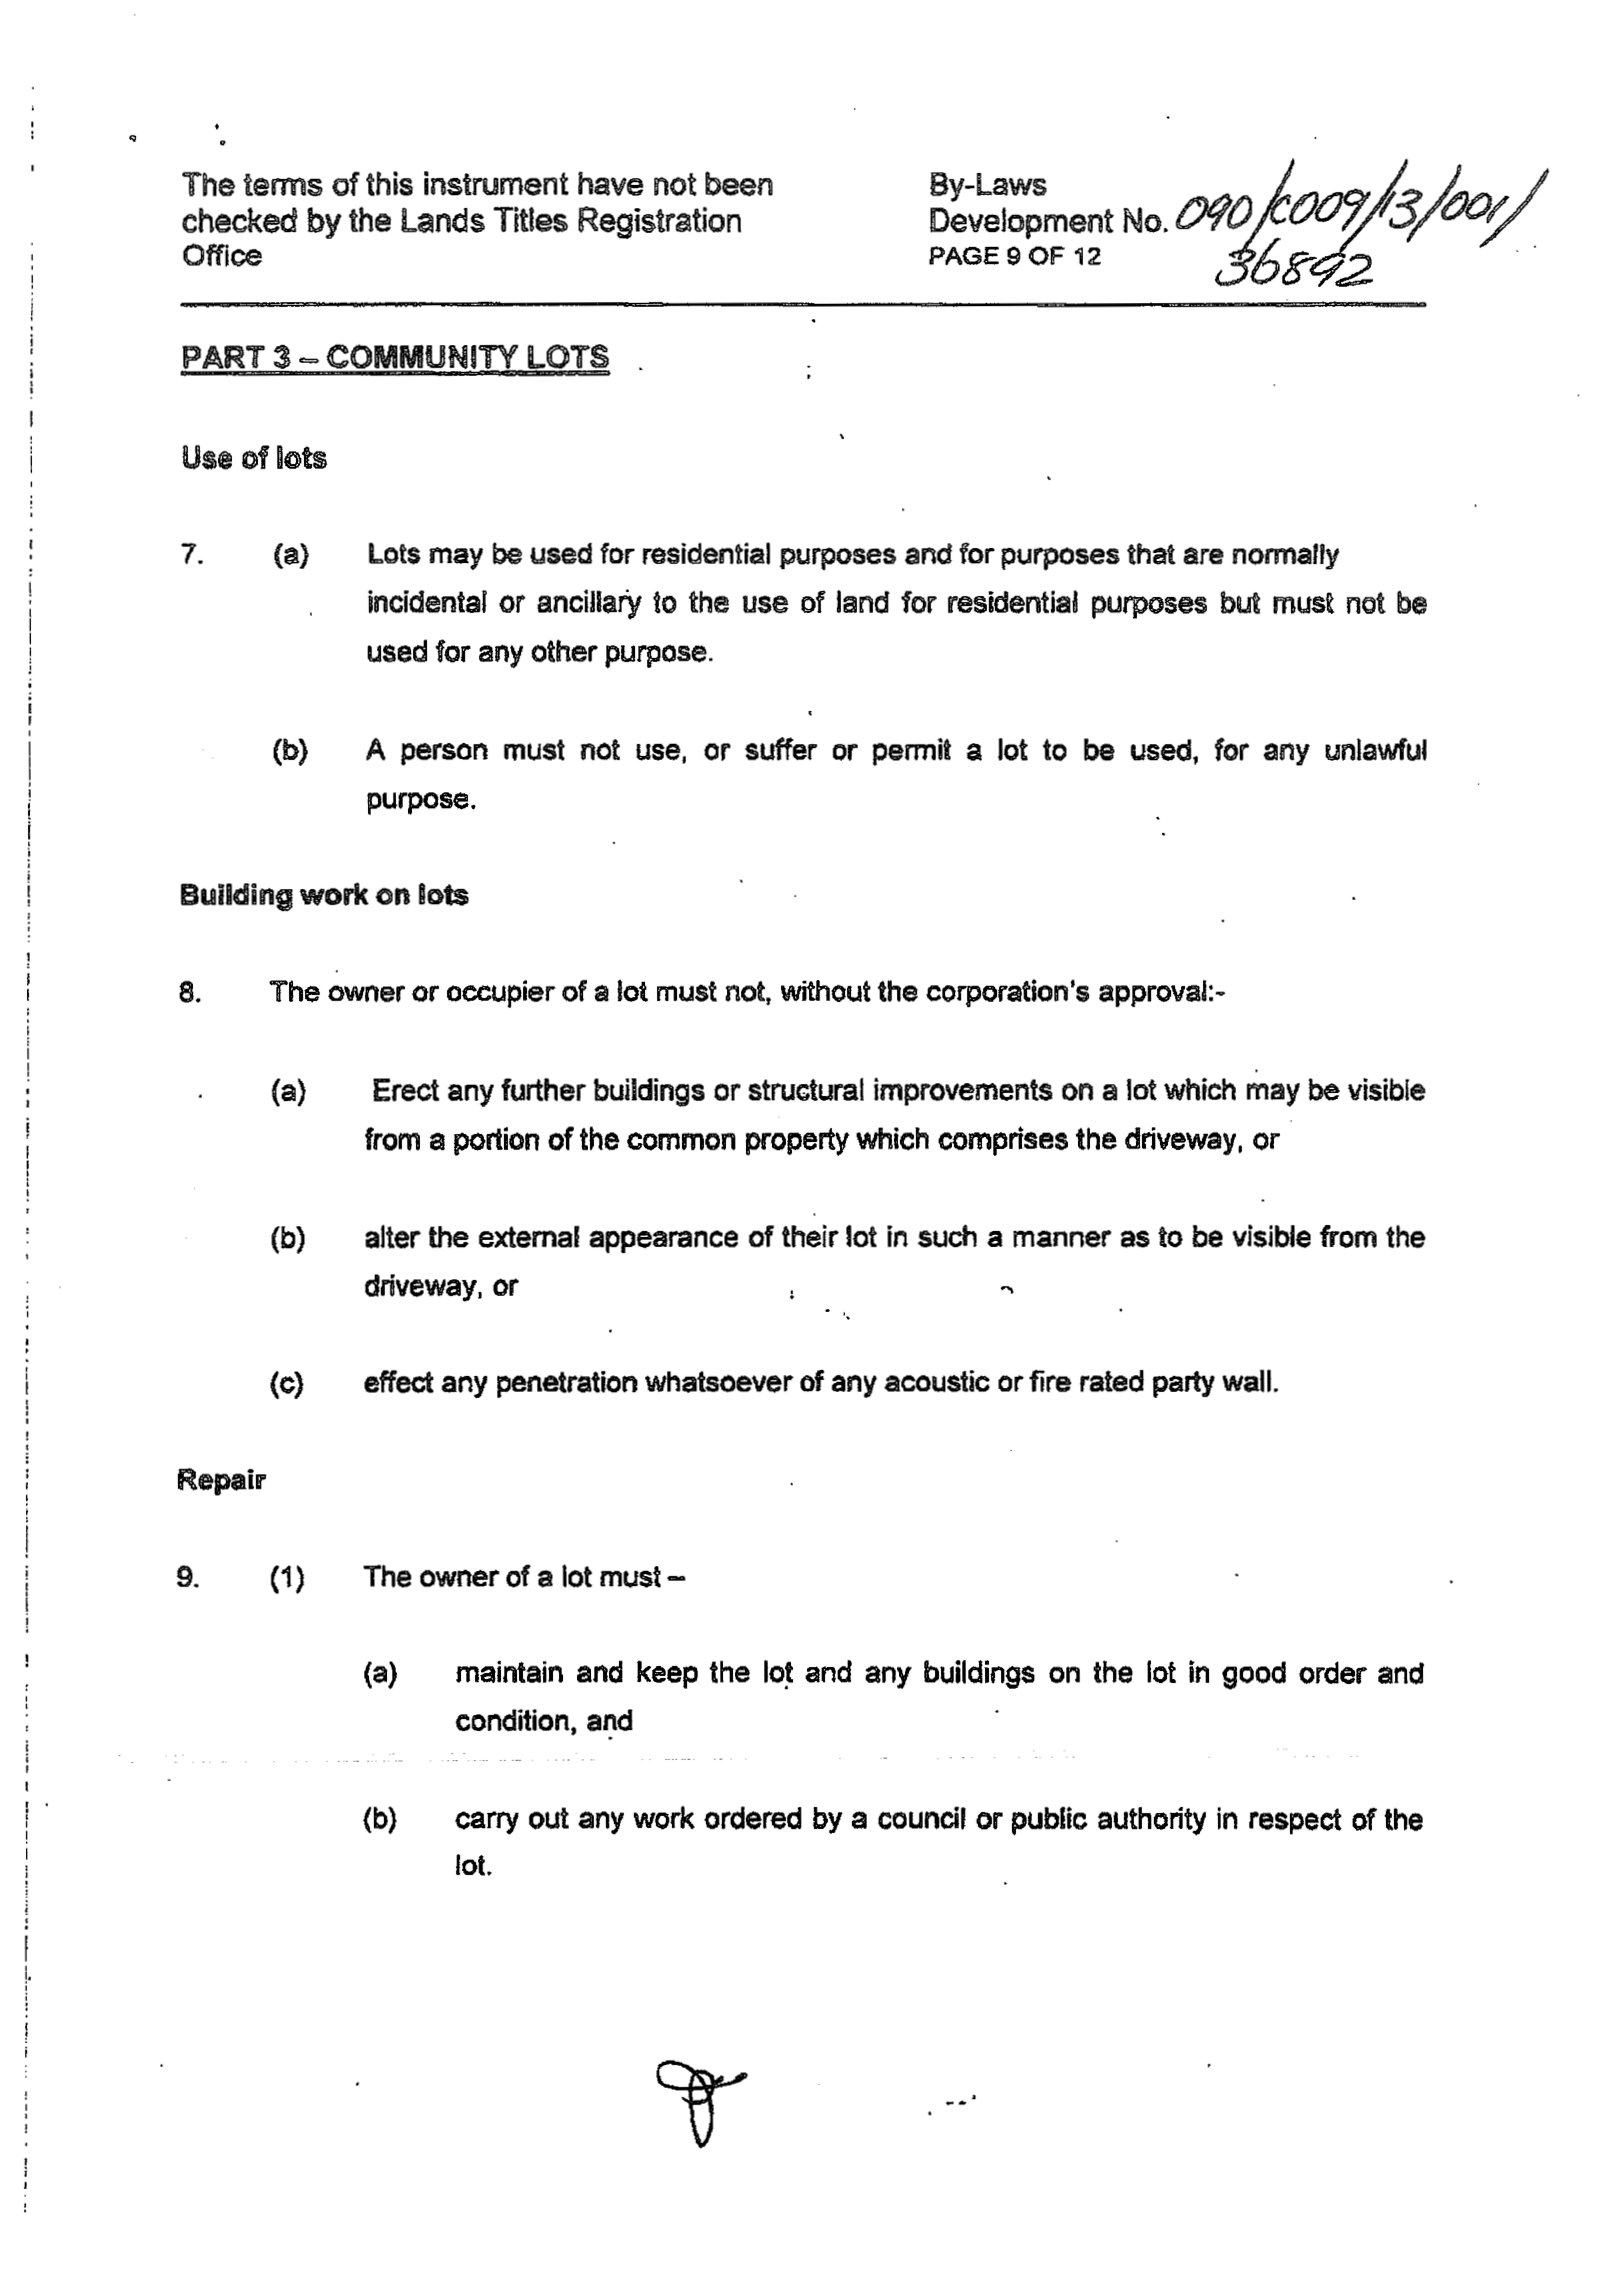 The terms of this instrument have not been
checked by the Lands Titles Registration
Office
By-Laws
Development No. 090/C009/13/001/
36892
PAGE 9 OF 12
PART 3 – COMMUNITY LOTS
Use of lots
7. (a) Lots may be used for residential purposes and for purposes that are normally
incidental or ancillary to the use of land for residential purposes but must not be
used for any other purpose.
(b) A person must not use, or suffer or permit a lot to be used, for any unlawful
purpose.
Building work on lots
8. The owner or occupier of a lot must not, without the corporation's approval:-
(a) Erect any further buildings or structural improvements on a lot which may be visible
from a portion of the common property which comprises the driveway, or
(b) alter the external appearance of their lot in such a manner as to be visible from the
driveway, or
(c) effect any penetration whatsoever of any acoustic or fire rated party wall.
Repair
9. (1) The owner of a lot must –
(a) maintain and keep the lot and any buildings on the lot in good order and
condition, and
(b) carry out any work ordered by a council or public authority in respect of the
lot.